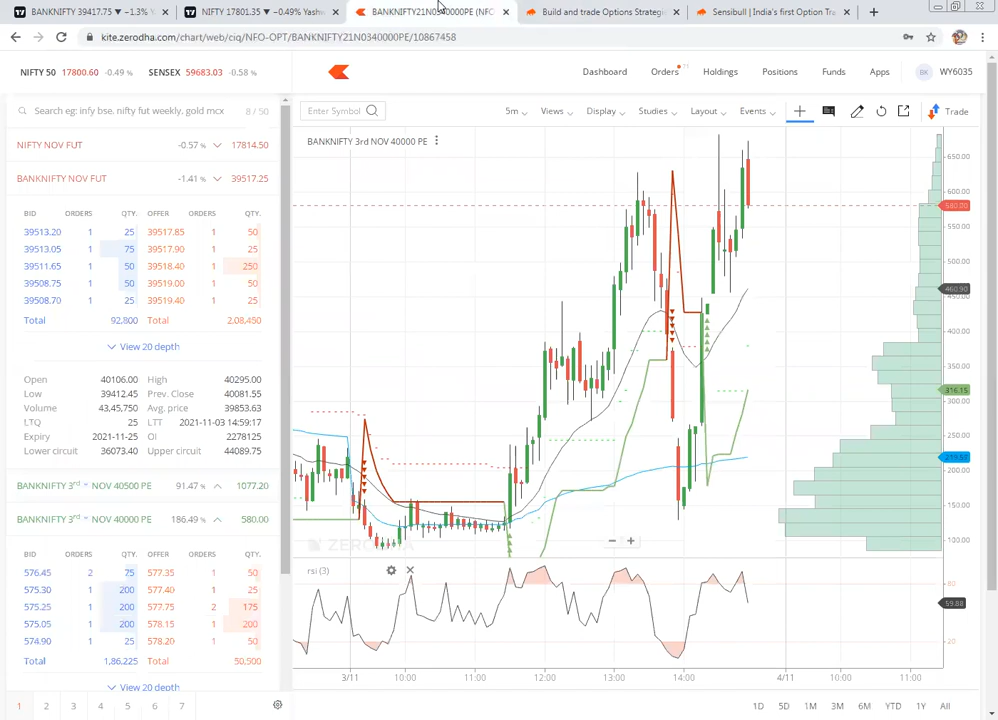 BANKNIFTY 39417.75 ▼ −1.3% Y
NIFTY 17801.35 ▼ −0.49% Yashw
BANKNIFTY21N0340000PE (NFO
Build and trade Options Strategi
Sensibull | India's first Option Tra
kite.zerodha.com/chart/web/ciq/NFO-OPT/BANKNIFTY21N0340000PE/10867458
NIFTY 50 17800.60 -0.49 % SENSEX 59683.03 -0.58 %
Dashboard Orders Holdings Positions Funds Apps BK WY6035
Search eg: infy bse, nifty fut weekly, gold mcx 8 / 50
Enter Symbol 5m Views Display Studies Layout Events Trade
NIFTY NOV FUT -0.57 % 17814.50
BANKNIFTY NOV FUT -1.41 % 39517.25
BID ORDERS QTY. OFFER ORDERS QTY.
39513.20 1 25 39517.85 1 50
39513.05 1 75 39517.90 1 25
39511.65 1 50 39518.40 1 250
39508.75 1 50 39519.00 1 25
39508.70 1 25 39519.40 1 25
Total 92,800 Total 2,08,450
View 20 depth
Open 40106.00 High 40295.00
Low 39412.45 Prev. Close 40081.55
Volume 43,45,750 Avg. price 39853.63
LTQ 25 LTT 2021-11-03 14:59:17
Expiry 2021-11-25 OI 2278125
Lower circuit 36073.40 Upper circuit 44089.75
BANKNIFTY 3rd w NOV 40500 PE 91.47 % 1077.20
BANKNIFTY 3rd w NOV 40000 PE 186.49 % 580.00
BID ORDERS QTY. OFFER ORDERS QTY.
576.45 2 75 577.35 1 50
575.30 1 200 577.40 1 25
575.25 1 200 577.75 2 175
575.05 1 200 578.15 1 200
574.90 1 25 578.20 1 50
Total 1,86,225 Total 50,500
View 20 depth
1 2 3 4 5 6 7
BANKNIFTY 3rd NOV 40000 PE
650.00
600.00
580.00
550.00
500.00
460.90
450.00
400.00
350.00
316.15
300.00
250.00
200.00
150.00
100.00
ZERODHA
rsi (3)
80
59.88
20
3/11 10:00 11:00 12:00 13:00 14:00 4/11 10:00 11:00
1D 5D 1M 3M 6M YTD 1Y All